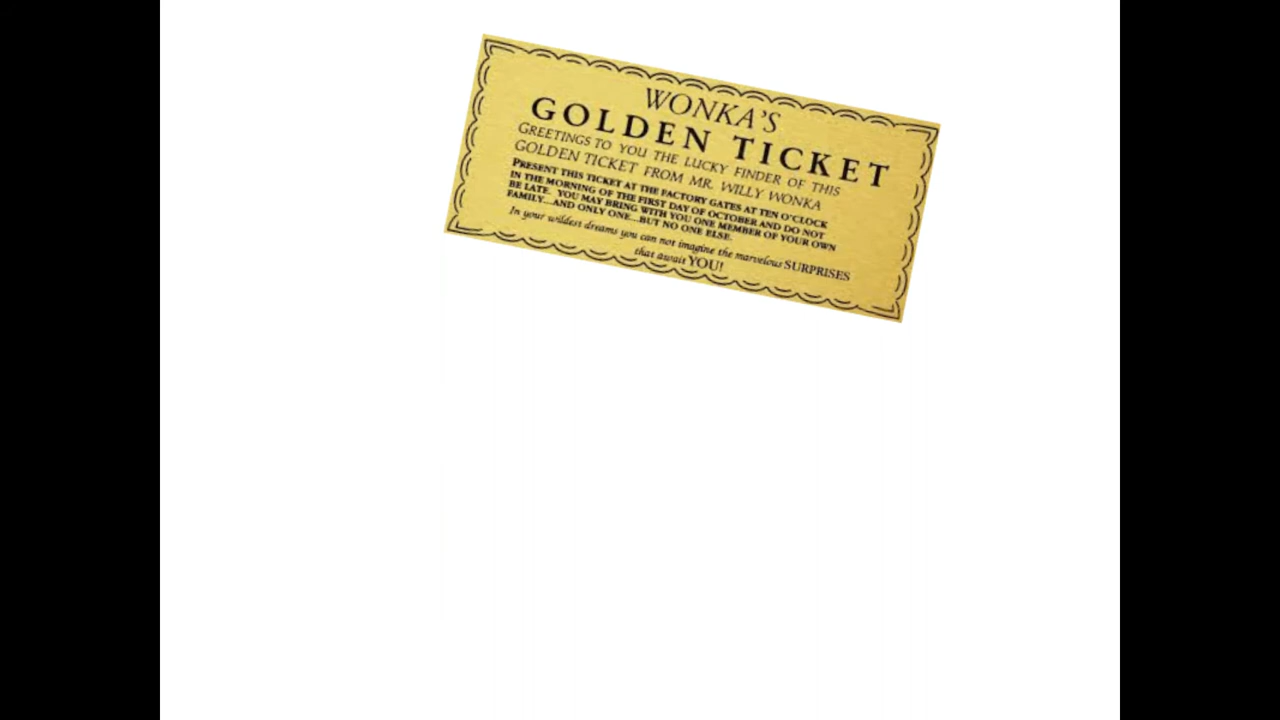 WONKA'S
GOLDEN TICKET
GREETINGS TO YOU THE LUCKY FINDER OF THIS
GOLDEN TICKET FROM MR. WILLY WONKA
PRESENT THIS TICKET AT THE FACTORY GATES AT TEN O'CLOCK
IN THE MORNING OF THE FIRST DAY OF OCTOBER AND DO NOT
BE LATE. YOU MAY BRING WITH YOU ONE MEMBER OF YOUR OWN
FAMILY...AND ONLY ONE...BUT NO ONE ELSE.
In your wildest dreams you can not imagine the marvelous SURPRISES
that await YOU!